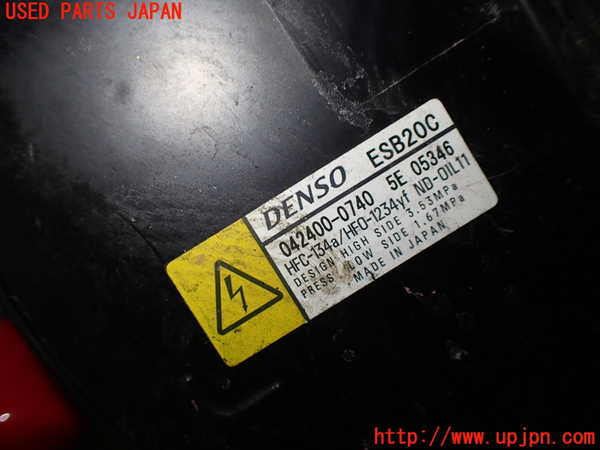 USED PARTS JAPAN
DENSO ESB20C
042400-0740 5E 05346
HFC-134a/HFO-1234yf ND-OIL11
DESIGN HIGH SIDE 3.53MPa
PRESS LOW SIDE 1.67MPa
MADE IN JAPAN
http://www.upjpn.com/